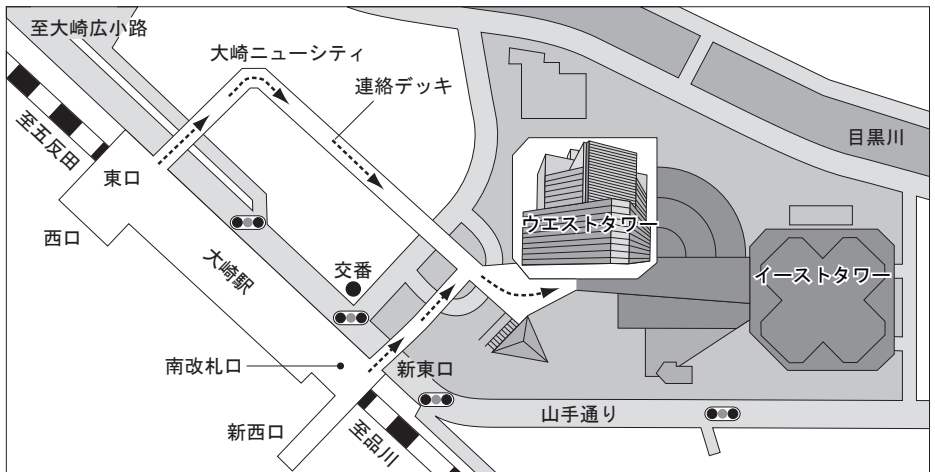 至大崎広小路
大崎ニューシティ
連絡デッキ
至五反田
目黒川
東口
ウエストタワー
西口
大崎駅
交番
イーストタワー
南改札口
新東口
山手通り
新西口
至品川